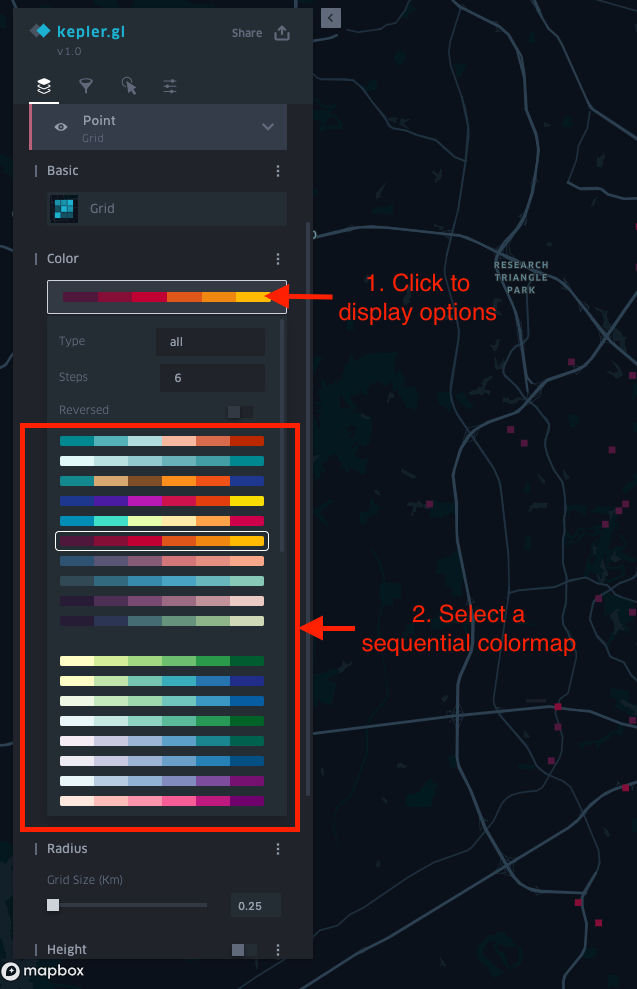 kepler.gl
v1.0
Share
Point
Grid
Basic
Grid
Color
1. Click to
display options
Type
all
Steps
6
Reversed
2. Select a
sequential colormap
Radius
Grid Size (Km)
0.25
Height
mapbox
RESEARCH
TRIANGLE
PARK